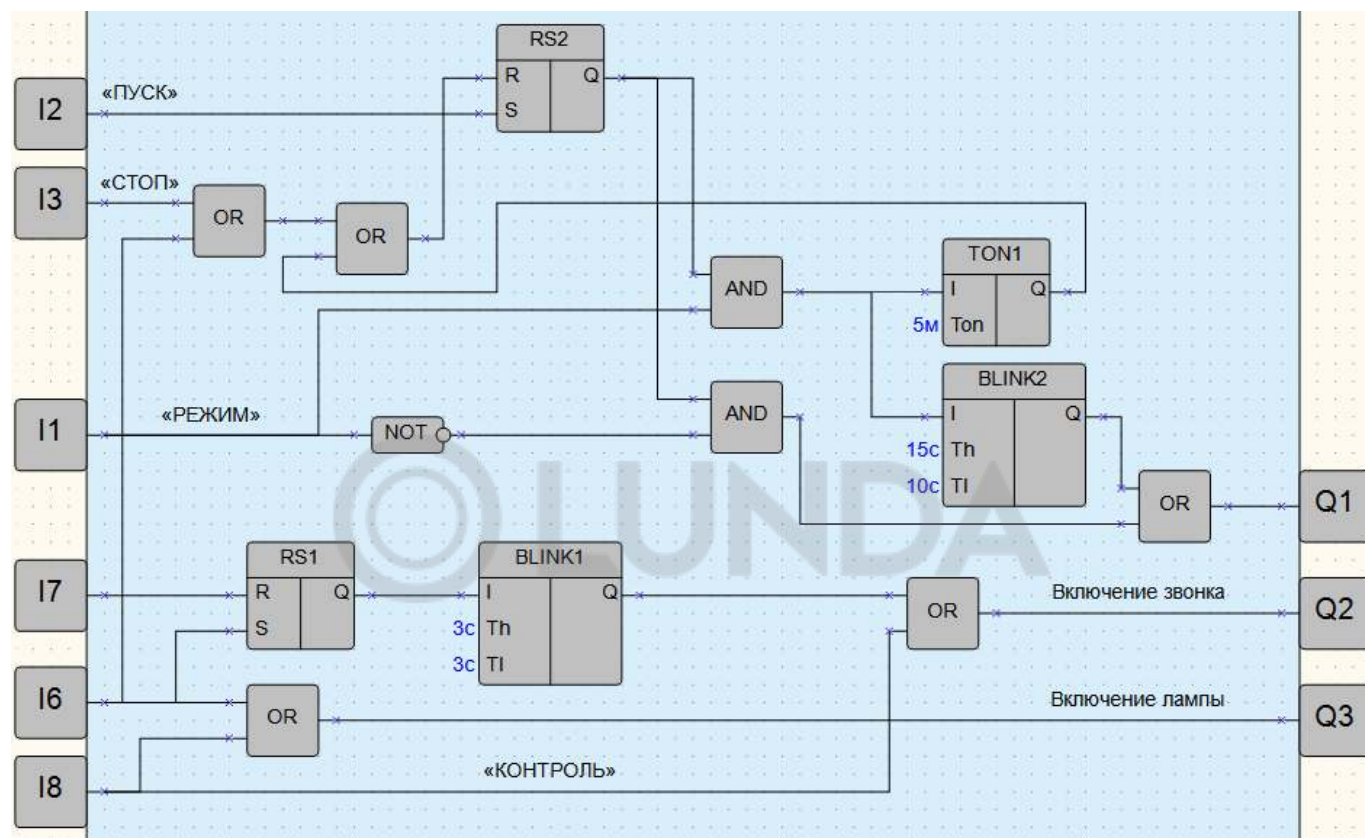 RS2
R Q
S
I2
«ПУСК»
I3
«СТОП»
OR
OR
AND
TON1
I Q
5м Ton
I1
«РЕЖИМ»
NOT
AND
BLINK2
I Q
15с Th
10с Tl
OR
Q1
LUNDA
I7
RS1
R Q
S
BLINK1
I Q
3с Th
3с Tl
OR
Включение звонка
Q2
I6
OR
Включение лампы
Q3
I8
«КОНТРОЛЬ»